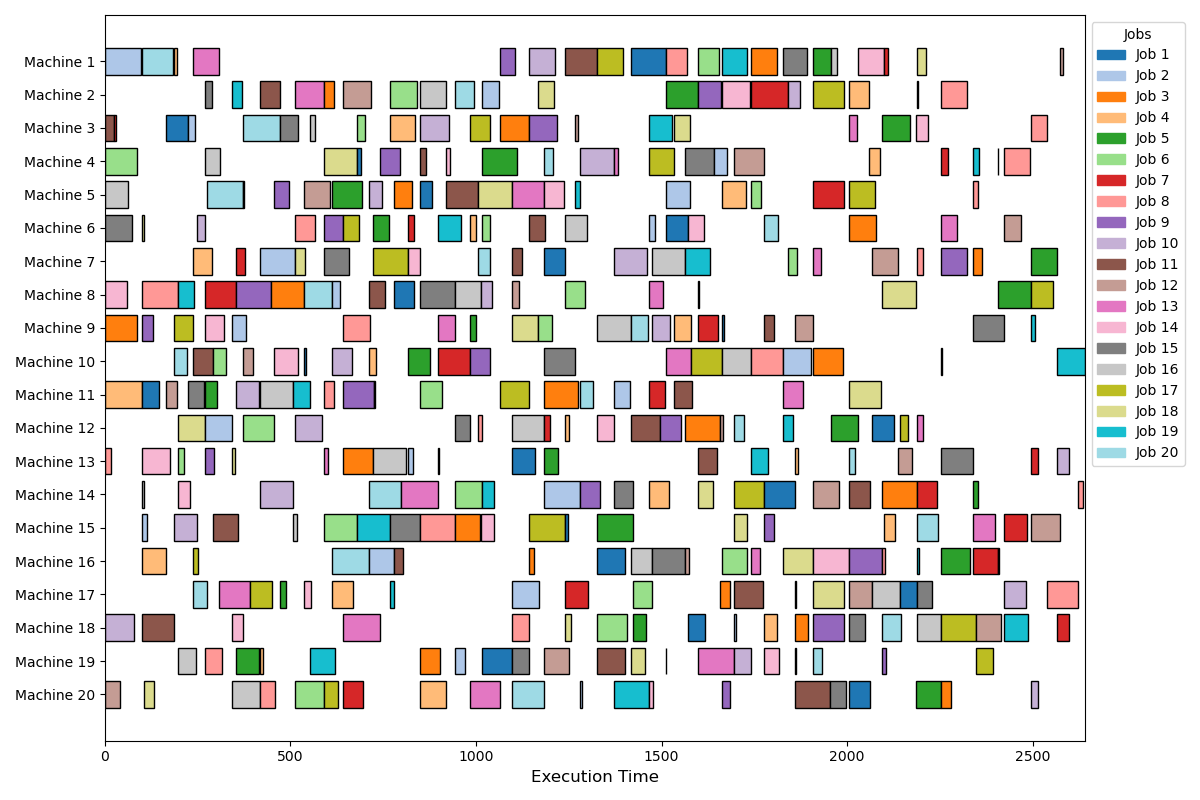 Machine 1
Machine 2
Machine 3
Machine 4
Machine 5
Machine 6
Machine 7
Machine 8
Machine 9
Machine 10
Machine 11
Machine 12
Machine 13
Machine 14
Machine 15
Machine 16
Machine 17
Machine 18
Machine 19
Machine 20
0 500 1000 1500 2000 2500
Execution Time
Jobs
Job 1
Job 2
Job 3
Job 4
Job 5
Job 6
Job 7
Job 8
Job 9
Job 10
Job 11
Job 12
Job 13
Job 14
Job 15
Job 16
Job 17
Job 18
Job 19
Job 20